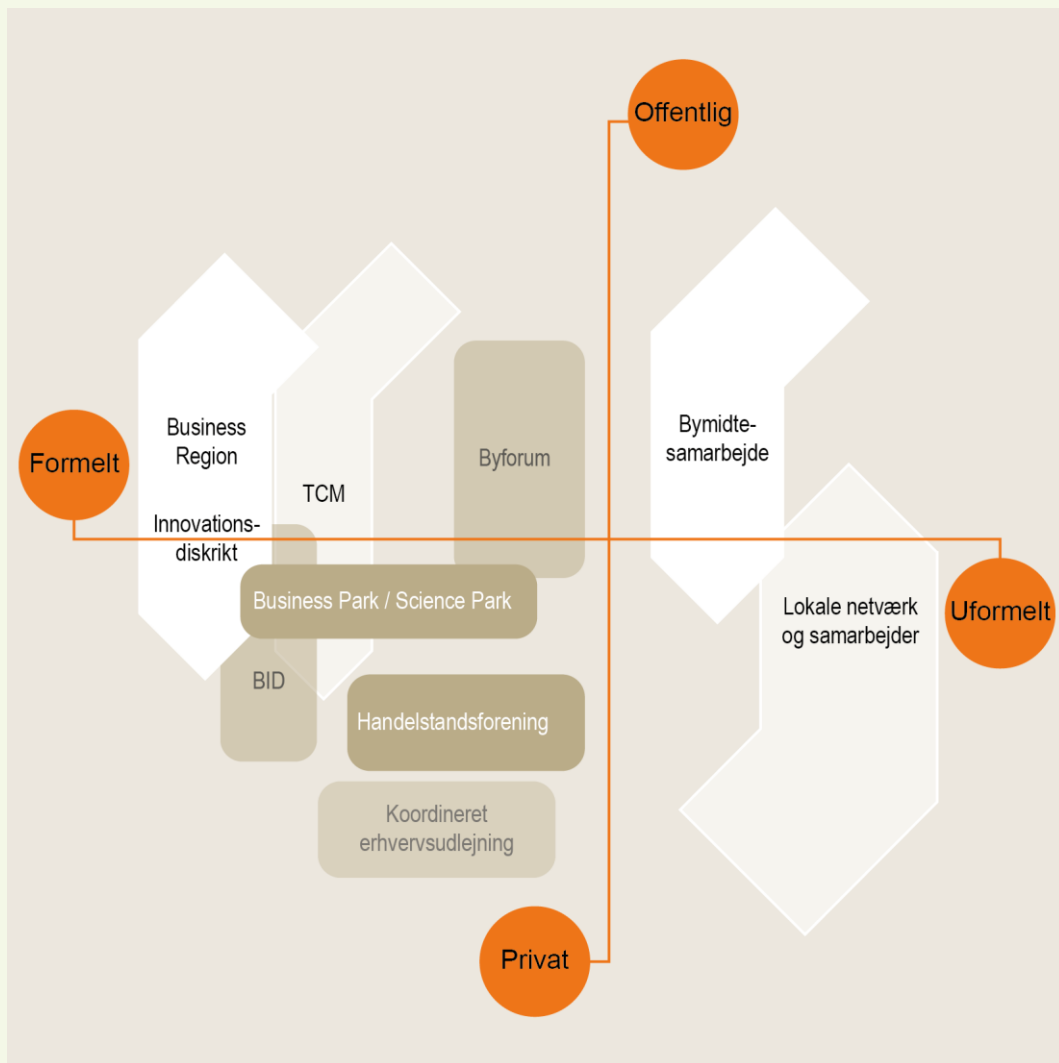 Offentlig
Business
Region
Bymidte-
samarbejde
Byforum
Formelt
TCM
Innovations-
diskrikt
Business Park / Science Park
Lokale netværk
og samarbejder
Uformelt
BID
Handelstandsforening
Koordineret
erhvervsudlejning
Privat